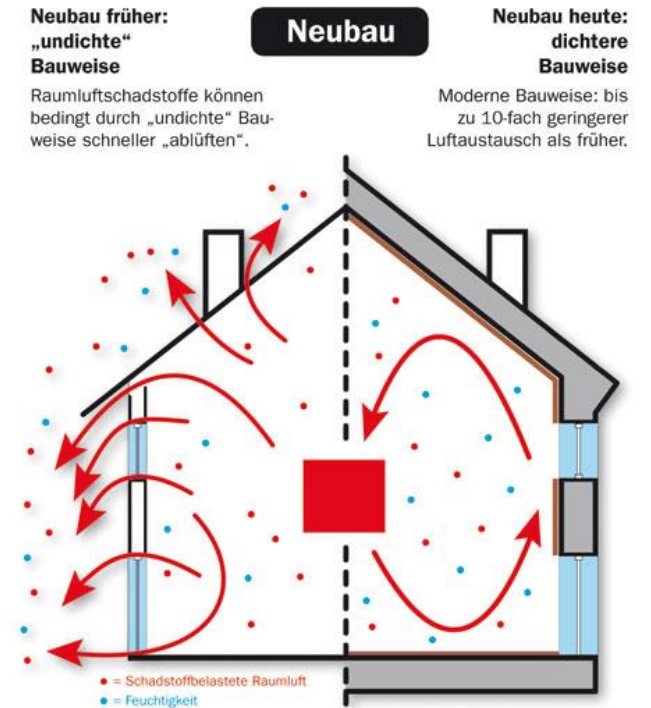 Neubau früher:
„undichte“
Bauweise
Raumluftschadstoffe können
bedingt durch „undichte“ Bau-
weise schneller „ablüften“.
Neubau
Neubau heute:
dichtere
Bauweise
Moderne Bauweise: bis
zu 10-fach geringerer
Luftaustausch als früher.
= Schadstoffbelastete Raumluft
= Feuchtigkeit